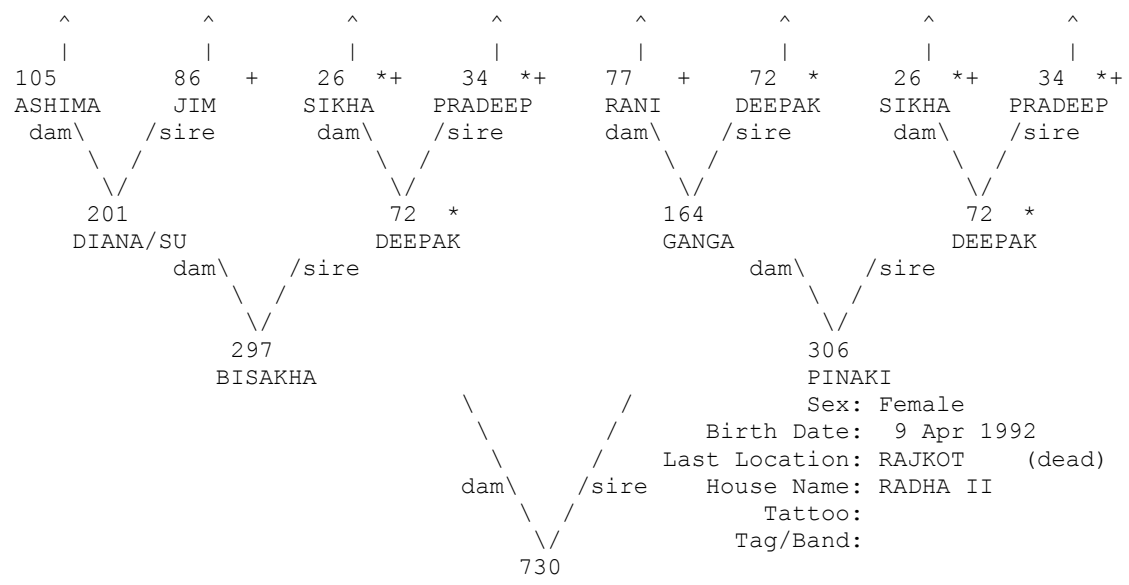 ^ ^ ^ ^ ^ ^ ^ ^
| | | | | | | |
105 86 + 26 *+ 34 *+ 77 + 72 * 26 *+ 34 *+
ASHIMA JIM SIKHA PRADEEP RANI DEEPAK SIKHA PRADEEP
dam\ /sire dam\ /sire dam\ /sire dam\ /sire
\ / \ / \ / \ /
\/ \/ \/ \/
201 72 * 164 72 *
DIANA/SU DEEPAK GANGA DEEPAK
dam\ /sire dam\ /sire
\ / \ /
\/ \/
297 306
BISAKHA PINAKI
\ / Sex: Female
\ / Birth Date: 9 Apr 1992
\ / Last Location: RAJKOT (dead)
dam\ /sire House Name: RADHA II
\ / Tattoo:
\/ Tag/Band:
730